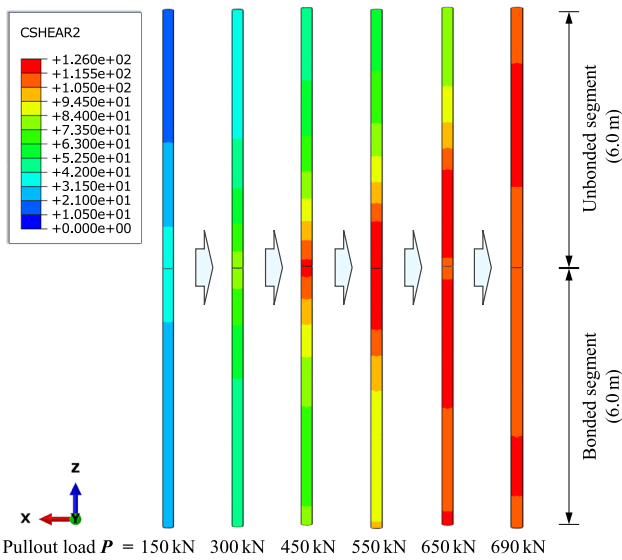 CSHEAR2
+1.260e+02
+1.155e+02
+1.050e+02
+9.450e+01
+8.400e+01
+7.350e+01
+6.300e+01
+5.250e+01
+4.200e+01
+3.150e+01
+2.100e+01
+1.050e+01
+0.000e+00
Unbonded segment
(6.0 m)
Bonded segment
(6.0 m)
Z
X
Y
Pullout load P = 150 kN 300 kN 450 kN 550 kN 650 kN 690 kN